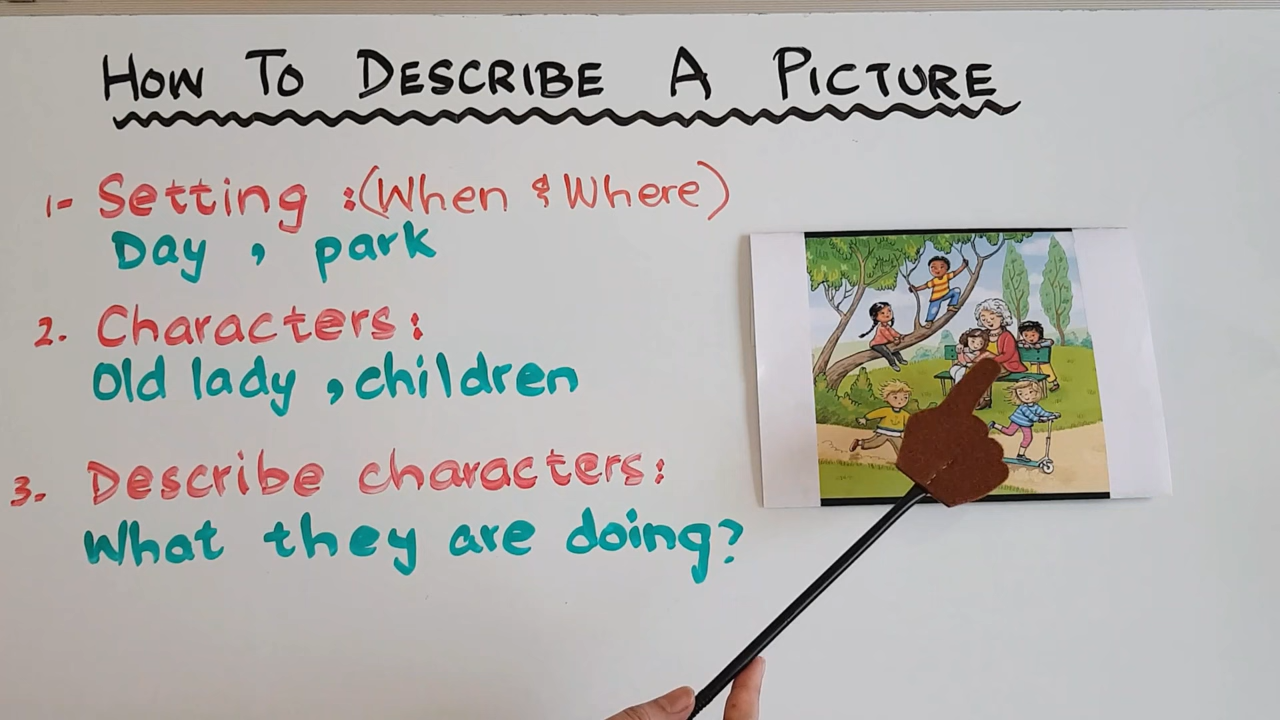 HOW TO DESCRIBE A PICTURE
1- Setting :(When & Where)
Day , park
2. Characters:
Old lady , children
3. Describe characters:
What they are doing?